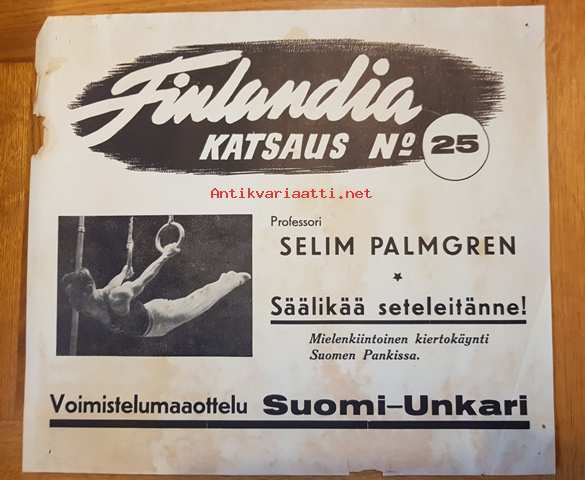 Finlandia
KATSAUS Nº 25
Antikvariaatti.net
Professori
SELIM PALMGREN
Säälikää seteleitänne!
Mielenkiintoinen kiertokäynti
Suomen Pankissa.
Voimistelumaaottelu Suomi-Unkari